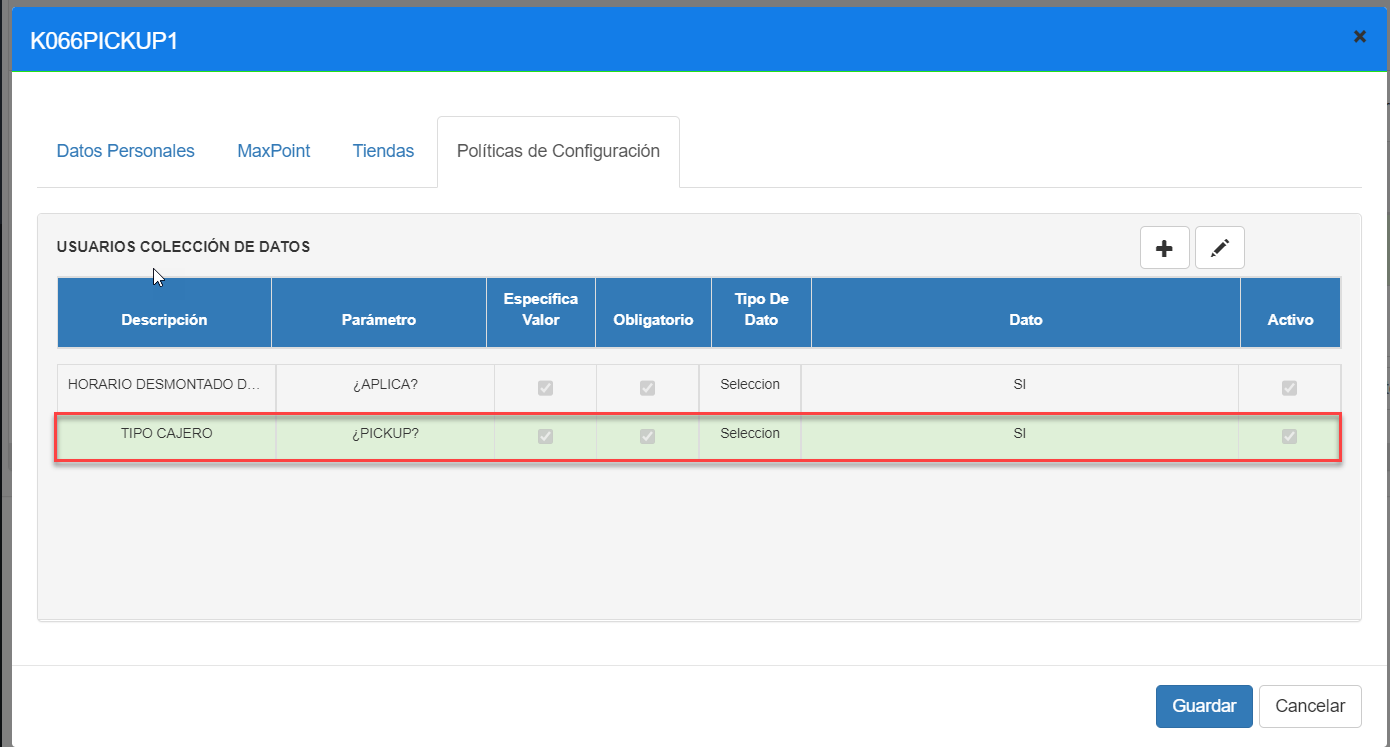 K066PICKUP1
Datos Personales MaxPoint Tiendas Políticas de Configuración
USUARIOS COLECCIÓN DE DATOS
Descripción Parámetro Específica Valor Obligatorio Tipo De Dato Dato Activo
HORARIO DESMONTADO D... ¿APLICA? Seleccion SI
TIPO CAJERO ¿PICKUP? Seleccion SI
Guardar Cancelar